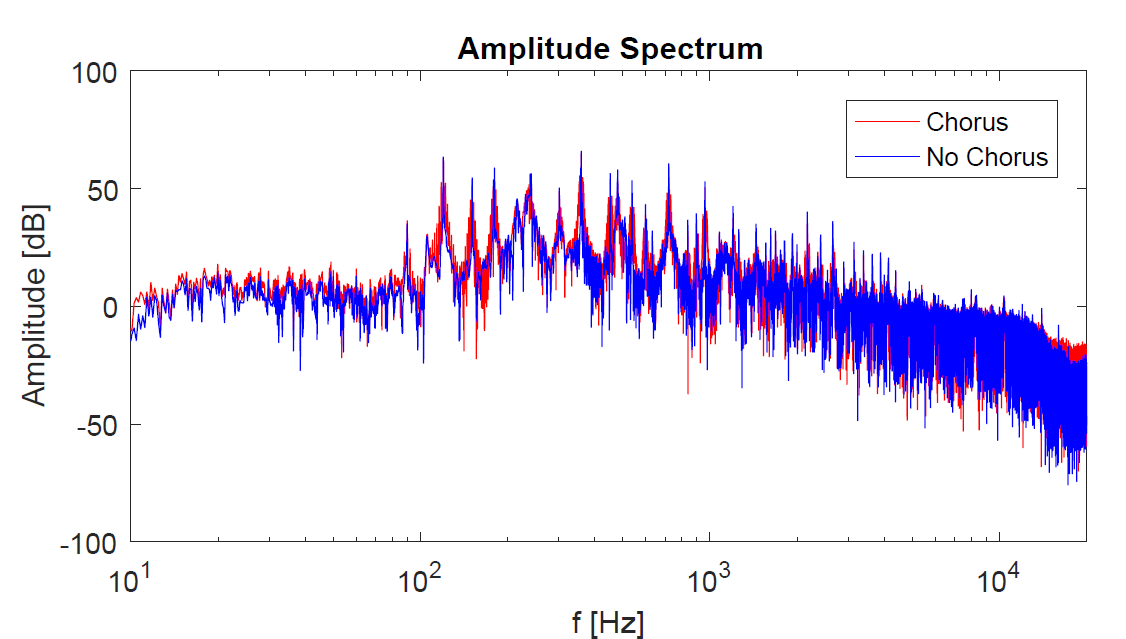 Amplitude Spectrum
100
50
0
-50
-100
Amplitude [dB]
Chorus
No Chorus
10^1
10^2
10^3
10^4
f [Hz]